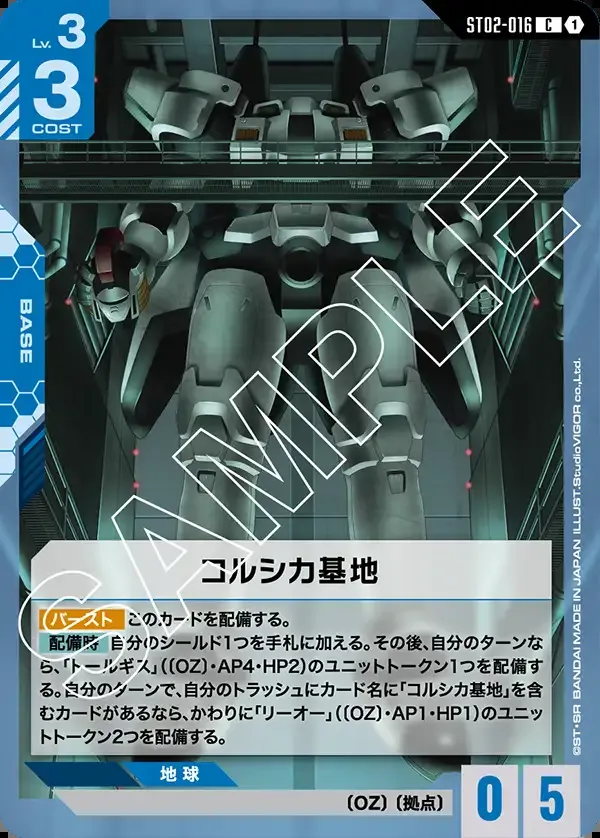 ST02-016 C 1
Lv. 3
3
COST
BASE
SAMPLE
コルシカ基地
バースト このカードを配備する。
配備時 自分のシールド1つを手札に加える。その後、自分のターンな
ら、「トールギス」(〔OZ〕・AP4・HP2)のユニットトークン1つを配備す
る。自分のターンで、自分のトラッシュにカード名に「コルシカ基地」を含
むカードがあるなら、かわりに「リーオー」(〔OZ〕・AP1・HP1)のユニッ
トトークン2つを配備する。
地球
〔OZ〕〔拠点〕
0 5
©ST・SR BANDAI MADE IN JAPAN ILLUST.StudioVIGOR co.,Ltd.